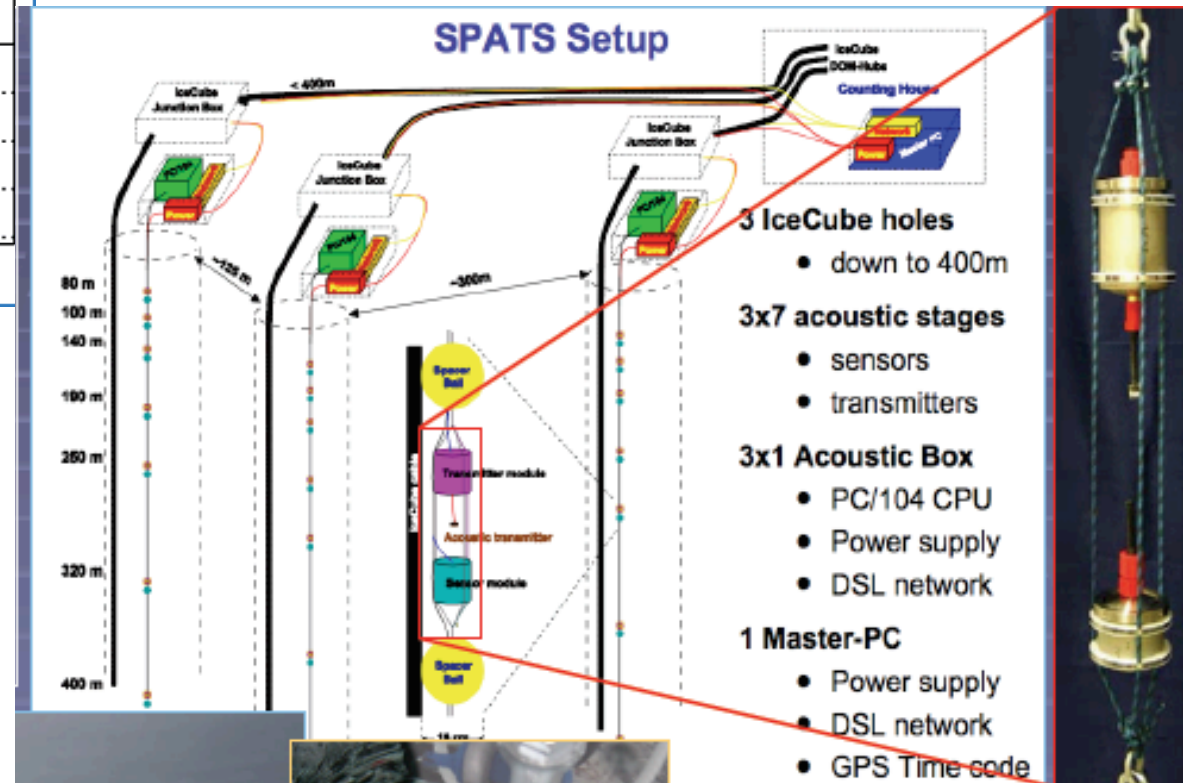 SPATS Setup
IceCube
DOM-Hubs
Counting House
Network
Power
Master PC
< 400m
IceCube
Junction Box
PC/104
Power
IceCube
Junction Box
PC/104
Power
IceCube
Junction Box
PC/104
Power
~125 m
~300m
80 m
100 m
140 m
190 m
250 m
320 m
400 m
Spacer
Ball
IceCube cable
Transmitter module
Acoustic transmitter
Sensor module
Spacer
Ball
3 IceCube holes
• down to 400m
3x7 acoustic stages
• sensors
• transmitters
3x1 Acoustic Box
• PC/104 CPU
• Power supply
• DSL network
1 Master-PC
• Power supply
• DSL network
• GPS Time code